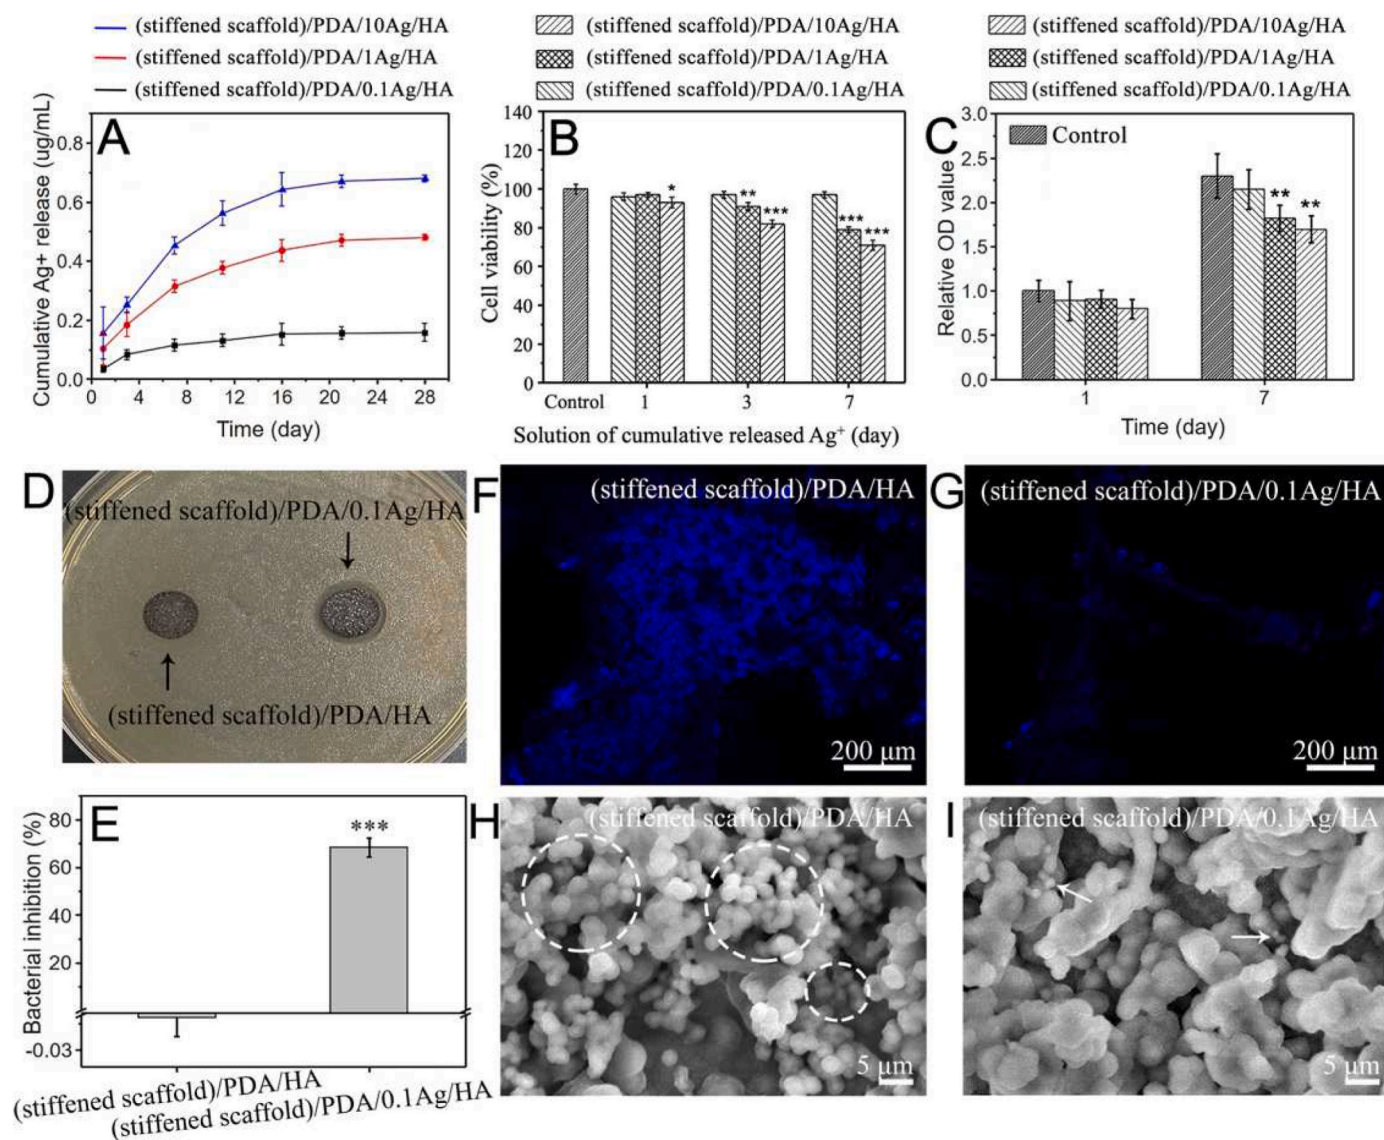 (stiffened scaffold)/PDA/10Ag/HA
(stiffened scaffold)/PDA/1Ag/HA
(stiffened scaffold)/PDA/0.1Ag/HA
A
Cumulative Ag+ release (ug/mL)
0.8
0.6
0.4
0.2
0.0
0 4 8 12 16 20 24 28
Time (day)
(stiffened scaffold)/PDA/10Ag/HA
(stiffened scaffold)/PDA/1Ag/HA
(stiffened scaffold)/PDA/0.1Ag/HA
B
Cell viability (%)
140
120
100
80
60
40
20
0
* ** *** *** ***
Control 1 3 7
Solution of cumulative released Ag⁺ (day)
(stiffened scaffold)/PDA/10Ag/HA
(stiffened scaffold)/PDA/1Ag/HA
(stiffened scaffold)/PDA/0.1Ag/HA
C
Control
Relative OD value
3.0
2.5
2.0
1.5
1.0
0.5
0.0
** **
1 7
Time (day)
D
(stiffened scaffold)/PDA/0.1Ag/HA
(stiffened scaffold)/PDA/HA
F
(stiffened scaffold)/PDA/HA
200 μm
G
(stiffened scaffold)/PDA/0.1Ag/HA
200 μm
E
Bacterial inhibition (%)
80
60
40
20
-0.03
***
(stiffened scaffold)/PDA/HA
(stiffened scaffold)/PDA/0.1Ag/HA
H
(stiffened scaffold)/PDA/HA
5 μm
I
(stiffened scaffold)/PDA/0.1Ag/HA
5 μm